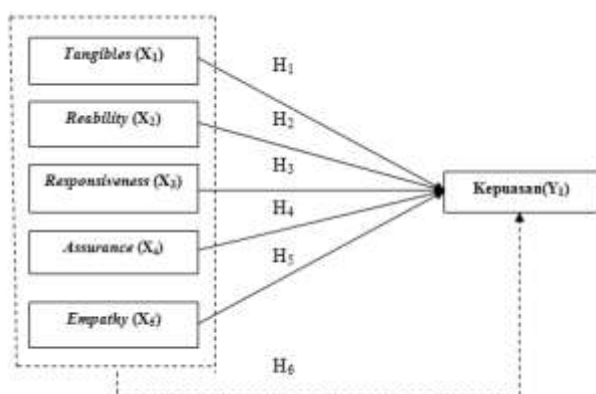 Tangibles (X₁)
H₁
Reability (X₂)
H₂
H₃
Responsiveness (X₃)
Kepuasan(Y₁)
H₄
Assurance (X₄)
H₅
Empathy (X₅)
H₆